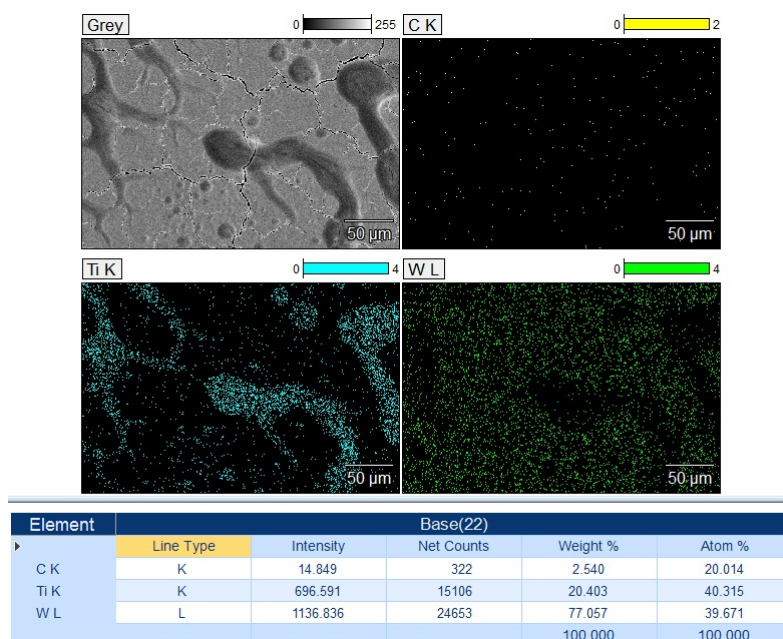 Grey 0 255 C K 0 2
50 µm 50 µm
Ti K 0 4 W L 0 4
50 µm 50 µm
Element Base(22)
Line Type Intensity Net Counts Weight % Atom %
C K K 14.849 322 2.540 20.014
Ti K K 696.591 15106 20.403 40.315
W L L 1136.836 24653 77.057 39.671
100.000 100.000